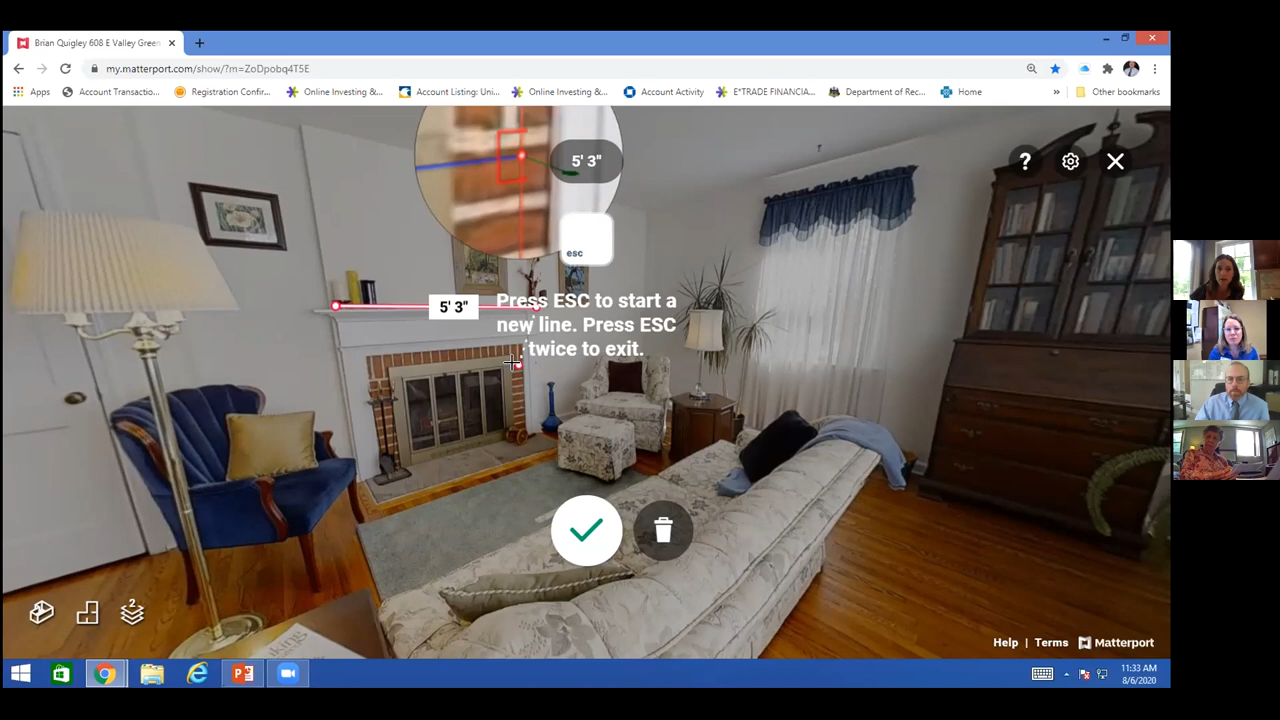 Brian Quigley 608 E Valley Green
my.matterport.com/show/?m=ZoDpobq4T5E
Apps
Account Transactio...
Registration Confir...
Online Investing &...
Account Listing: Uni...
Online Investing &...
Account Activity
E*TRADE FINANCIA...
Department of Rec...
Home
»
Other bookmarks
5' 3"
?
esc
5' 3"
Press ESC to start a
new line. Press ESC
twice to exit.
2
Help | Terms
Matterport
11:33 AM
8/6/2020